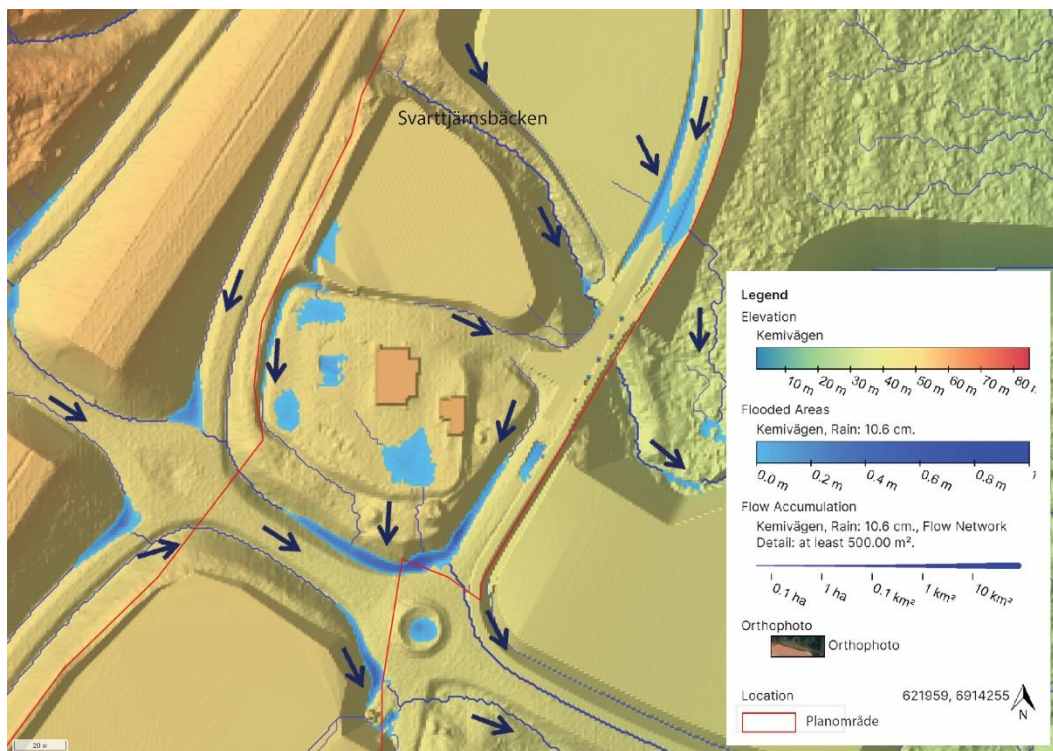 Svarttjärnsbäcken
Legend
Elevation
Kemivägen
10 m 20 m 30 m 40 m 50 m 60 m 70 m 80 r.
Flooded Areas
Kemivägen, Rain: 10.6 cm.
0.0 m 0.2 m 0.4 m 0.6 m 0.8 m 1
Flow Accumulation
Kemivägen, Rain: 10.6 cm., Flow Network
Detail: at least 500.00 m².
0.1 ha 1 ha 0.1 km² 1 km² 10 km²
Orthophoto
Orthophoto
Location 621959, 6914255
N
Planområde
20 m